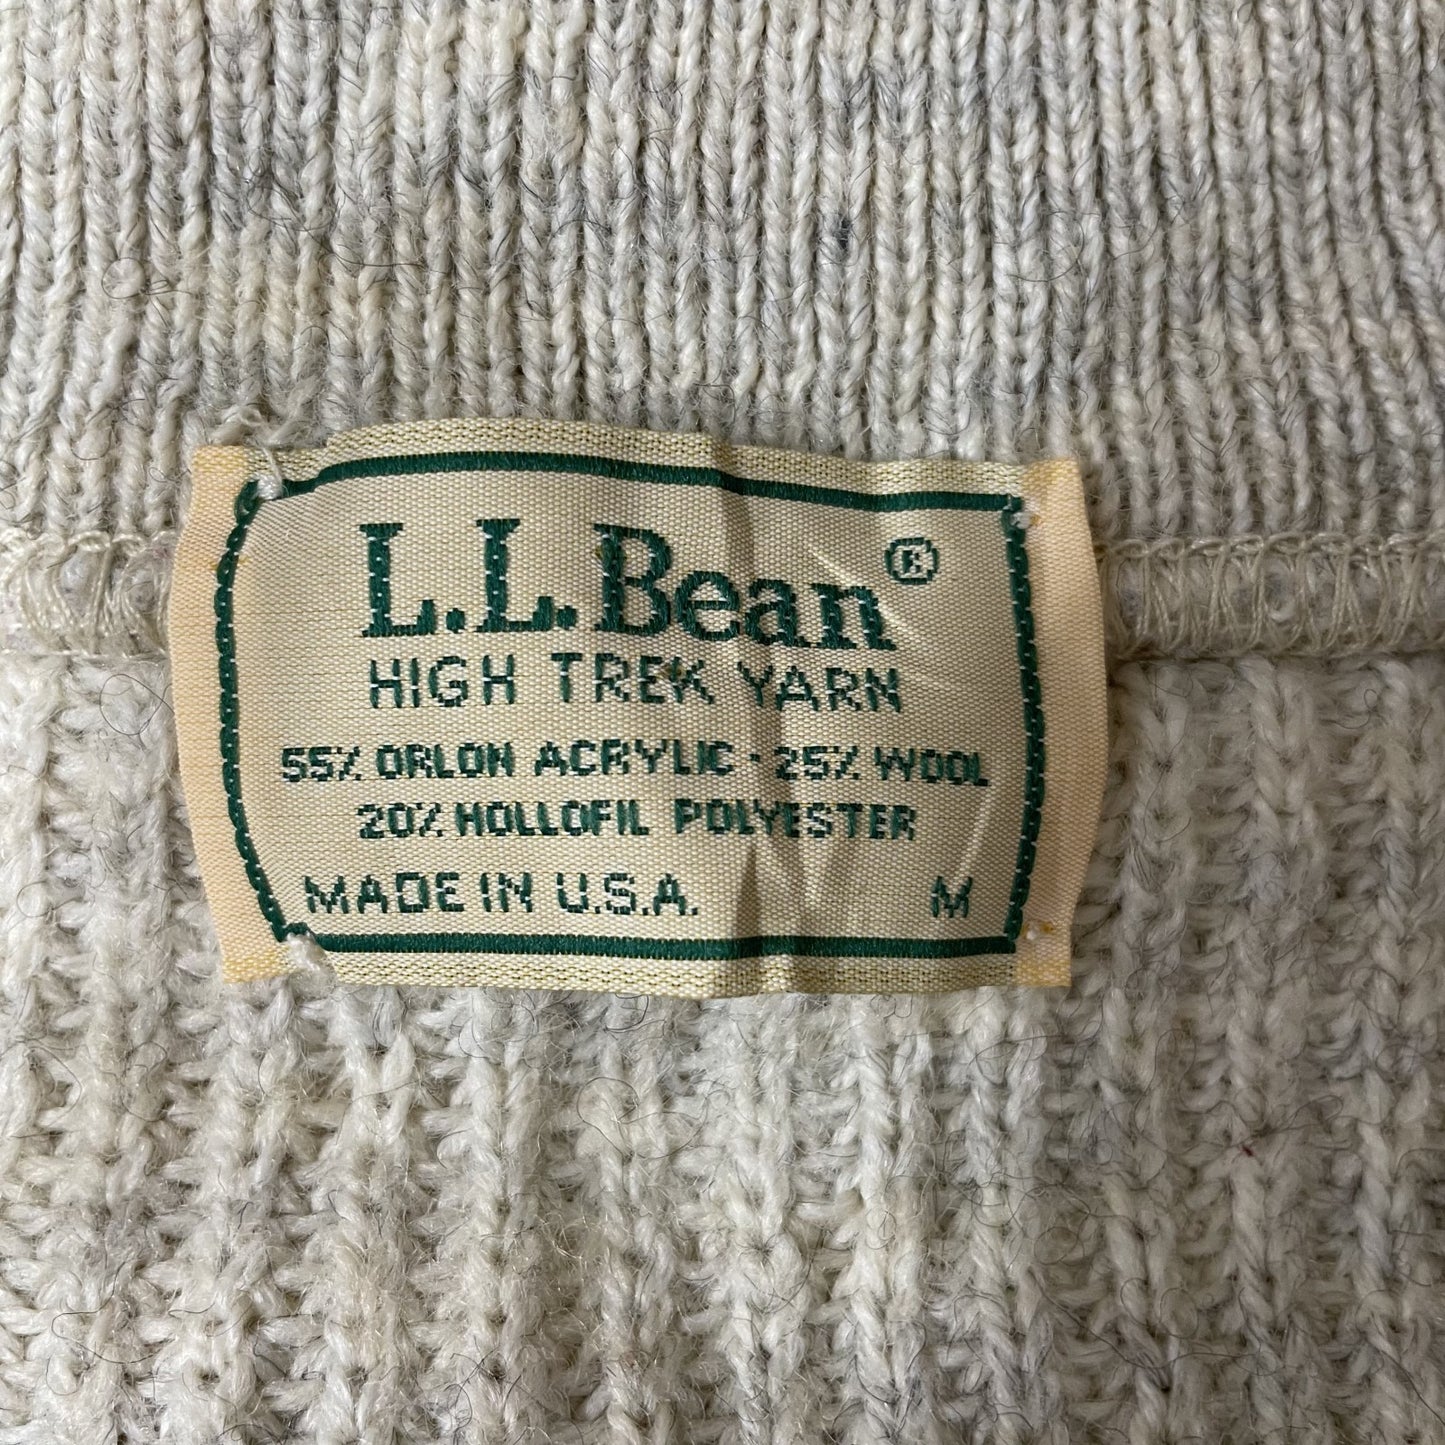 L.L.Bean®
HIGH TREK YARN
55% ORLON ACRYLIC · 25% WOOL
20% HOLLOFIL POLYESTER
MADE IN U.S.A. M